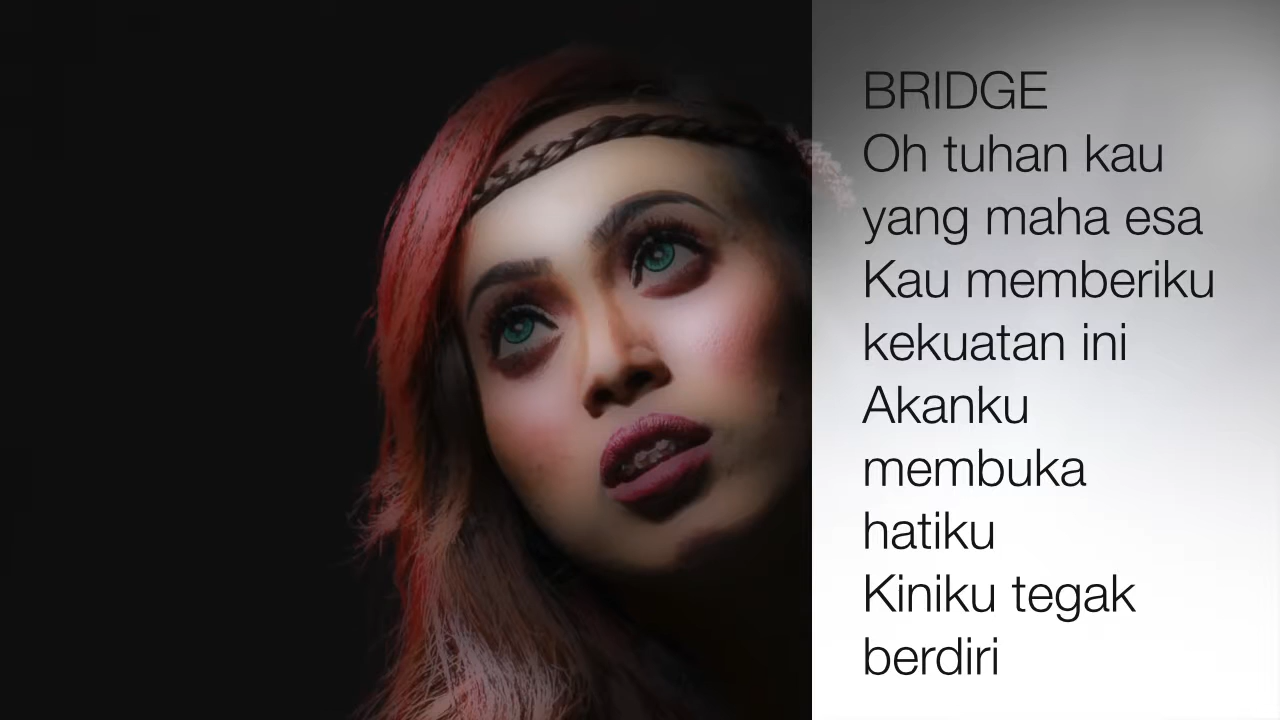 BRIDGE
Oh tuhan kau
yang maha esa
Kau memberiku
kekuatan ini
Akanku
membuka
hatiku
Kiniku tegak
berdiri